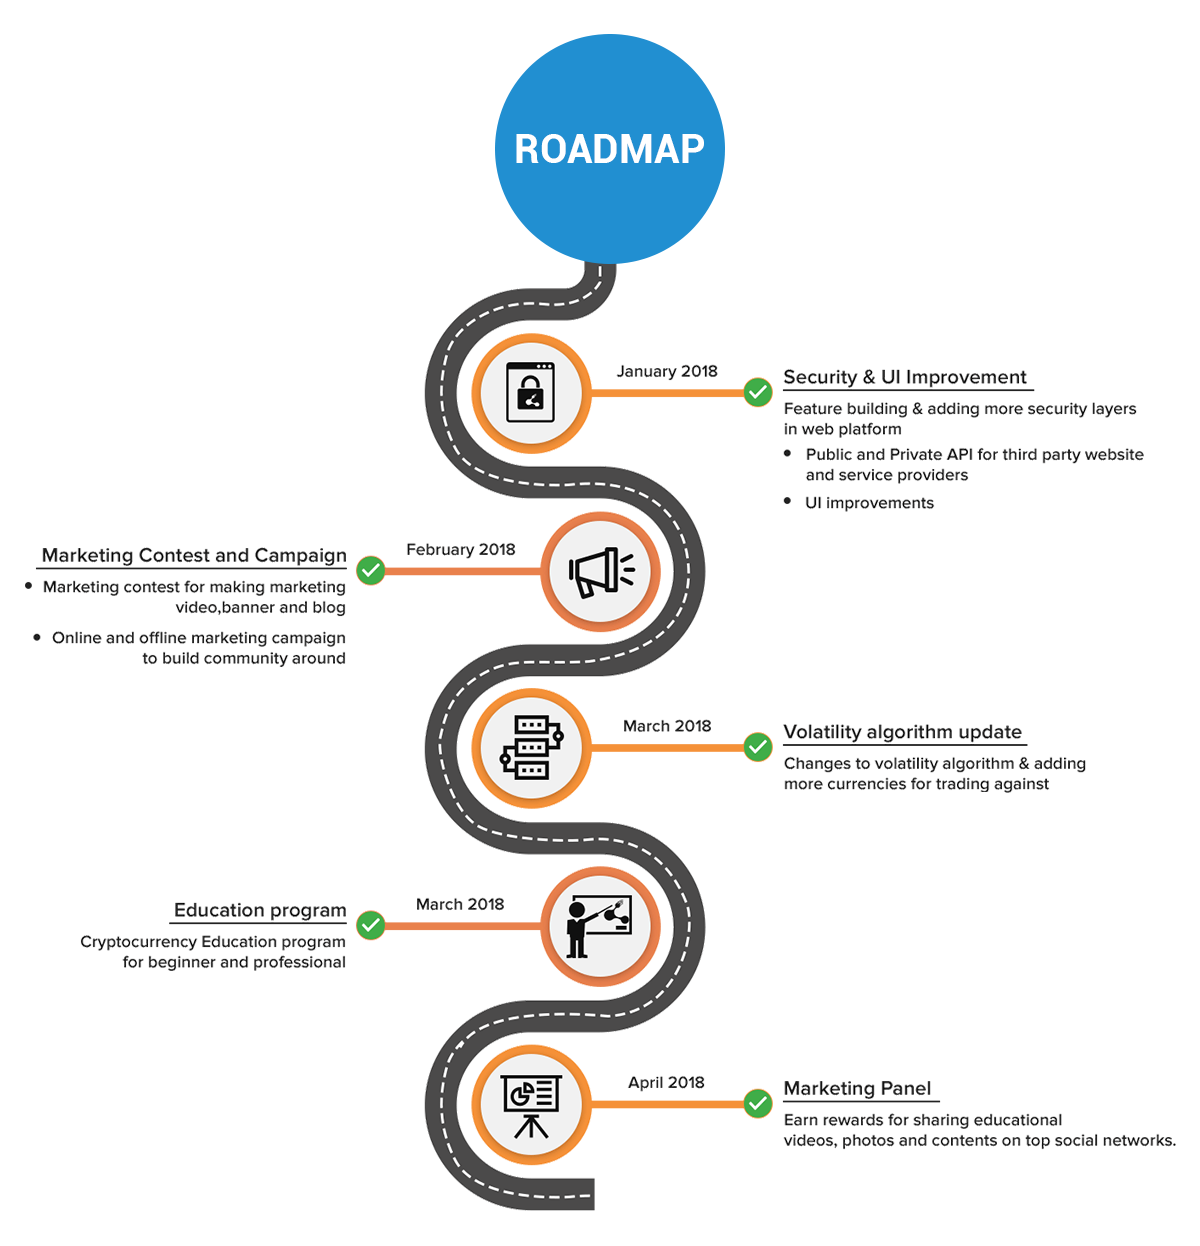 ROADMAP
January 2018
Security & UI Improvement
Feature building & adding more security layers
in web platform
• Public and Private API for third party website
and service providers
• UI improvements
February 2018
Marketing Contest and Campaign
• Marketing contest for making marketing
video,banner and blog
• Online and offline marketing campaign
to build community around
March 2018
Volatility algorithm update
Changes to volatility algorithm & adding
more currencies for trading against
March 2018
Education program
Cryptocurrency Education program
for beginner and professional
April 2018
Marketing Panel
Earn rewards for sharing educational
videos, photos and contents on top social networks.